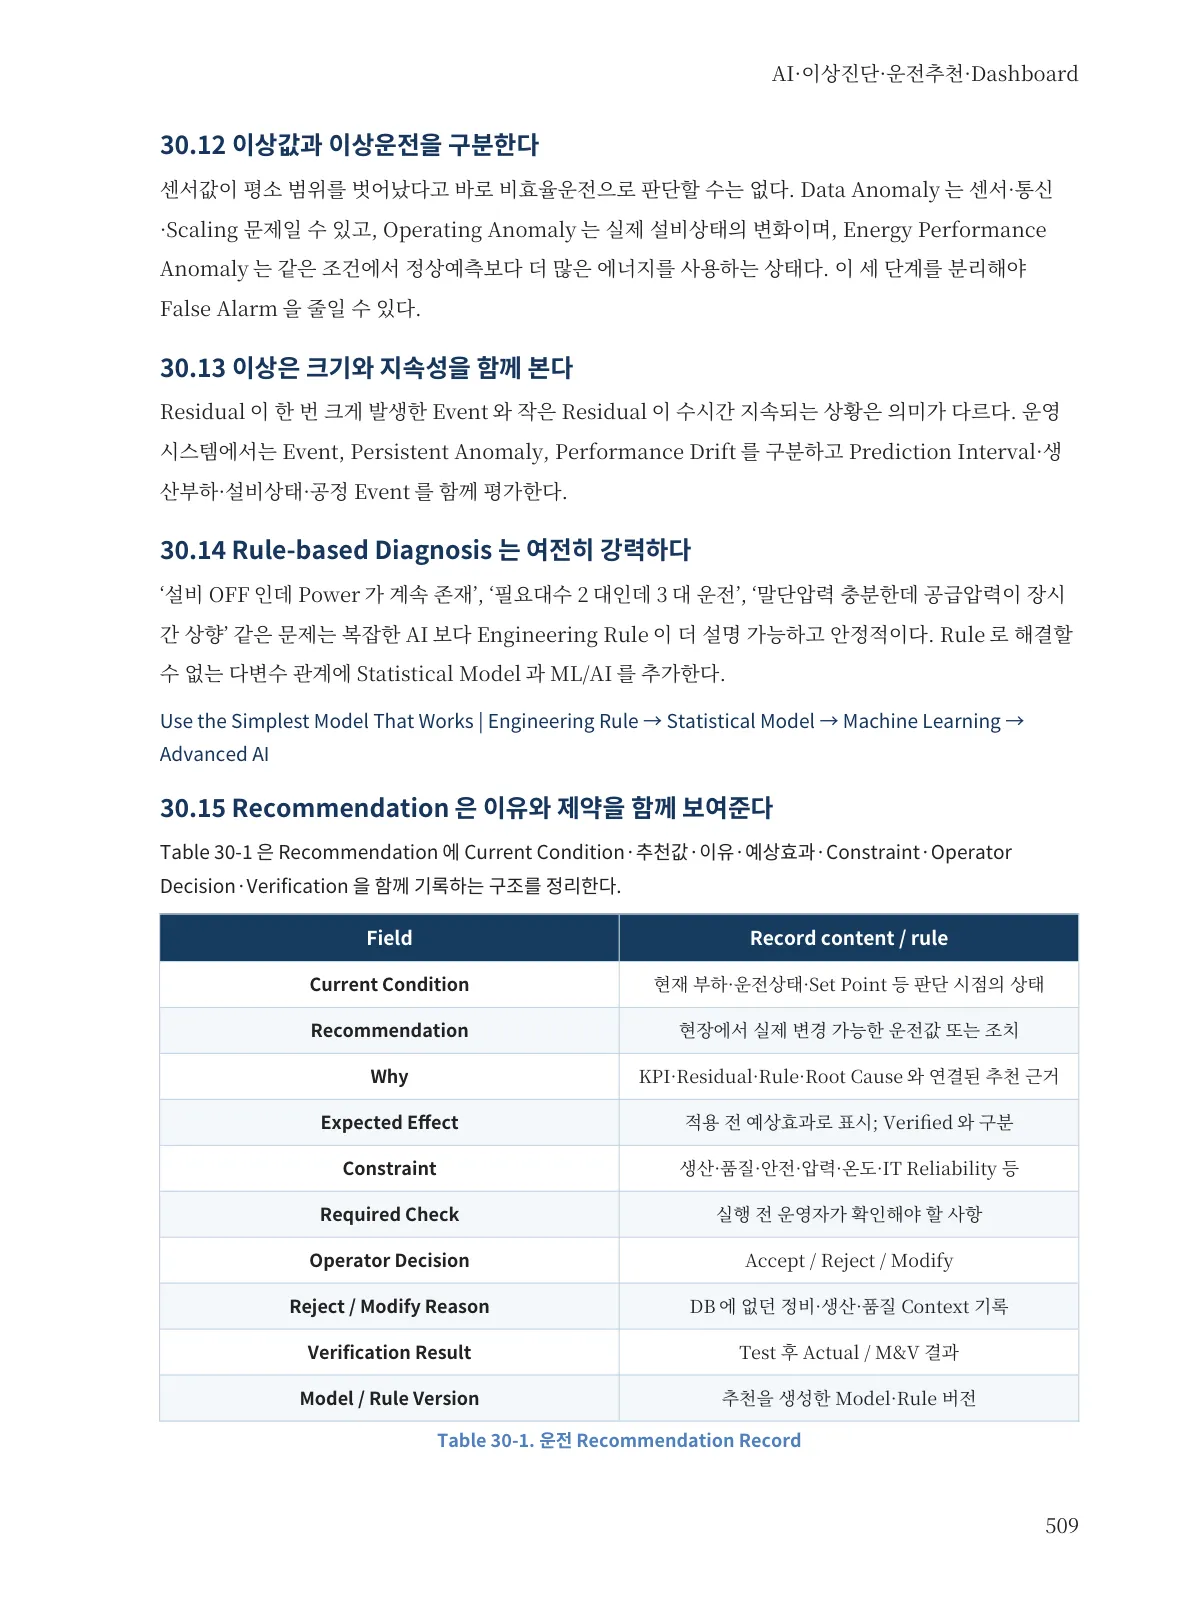 AI·이상진단·운전추천·Dashboard
30.12 이상값과 이상운전을 구분한다
센서값이 평소 범위를 벗어났다고 바로 비효율운전으로 판단할 수는 없다. Data Anomaly 는 센서·통신
·Scaling 문제일 수 있고, Operating Anomaly 는 실제 설비상태의 변화이며, Energy Performance
Anomaly 는 같은 조건에서 정상예측보다 더 많은 에너지를 사용하는 상태다. 이 세 단계를 분리해야
False Alarm 을 줄일 수 있다.
30.13 이상은 크기와 지속성을 함께 본다
Residual 이 한 번 크게 발생한 Event 와 작은 Residual 이 수시간 지속되는 상황은 의미가 다르다. 운영
시스템에서는 Event, Persistent Anomaly, Performance Drift 를 구분하고 Prediction Interval·생
산부하·설비상태·공정 Event 를 함께 평가한다.
30.14 Rule-based Diagnosis 는 여전히 강력하다
‘설비 OFF 인데 Power 가 계속 존재’, ‘필요대수 2 대인데 3 대 운전’, ‘말단압력 충분한데 공급압력이 장시
간 상향’ 같은 문제는 복잡한 AI 보다 Engineering Rule 이 더 설명 가능하고 안정적이다. Rule 로 해결할
수 없는 다변수 관계에 Statistical Model 과 ML/AI 를 추가한다.
Use the Simplest Model That Works | Engineering Rule → Statistical Model → Machine Learning →
Advanced AI
30.15 Recommendation 은 이유와 제약을 함께 보여준다
Table 30-1 은 Recommendation 에 Current Condition·추천값·이유·예상효과·Constraint·Operator
Decision·Verification 을 함께 기록하는 구조를 정리한다.
Field Record content / rule
Current Condition 현재 부하·운전상태·Set Point 등 판단 시점의 상태
Recommendation 현장에서 실제 변경 가능한 운전값 또는 조치
Why KPI·Residual·Rule·Root Cause 와 연결된 추천 근거
Expected Effect 적용 전 예상효과로 표시; Verified 와 구분
Constraint 생산·품질·안전·압력·온도·IT Reliability 등
Required Check 실행 전 운영자가 확인해야 할 사항
Operator Decision Accept / Reject / Modify
Reject / Modify Reason DB 에 없던 정비·생산·품질 Context 기록
Verification Result Test 후 Actual / M&V 결과
Model / Rule Version 추천을 생성한 Model·Rule 버전
Table 30-1. 운전 Recommendation Record
509